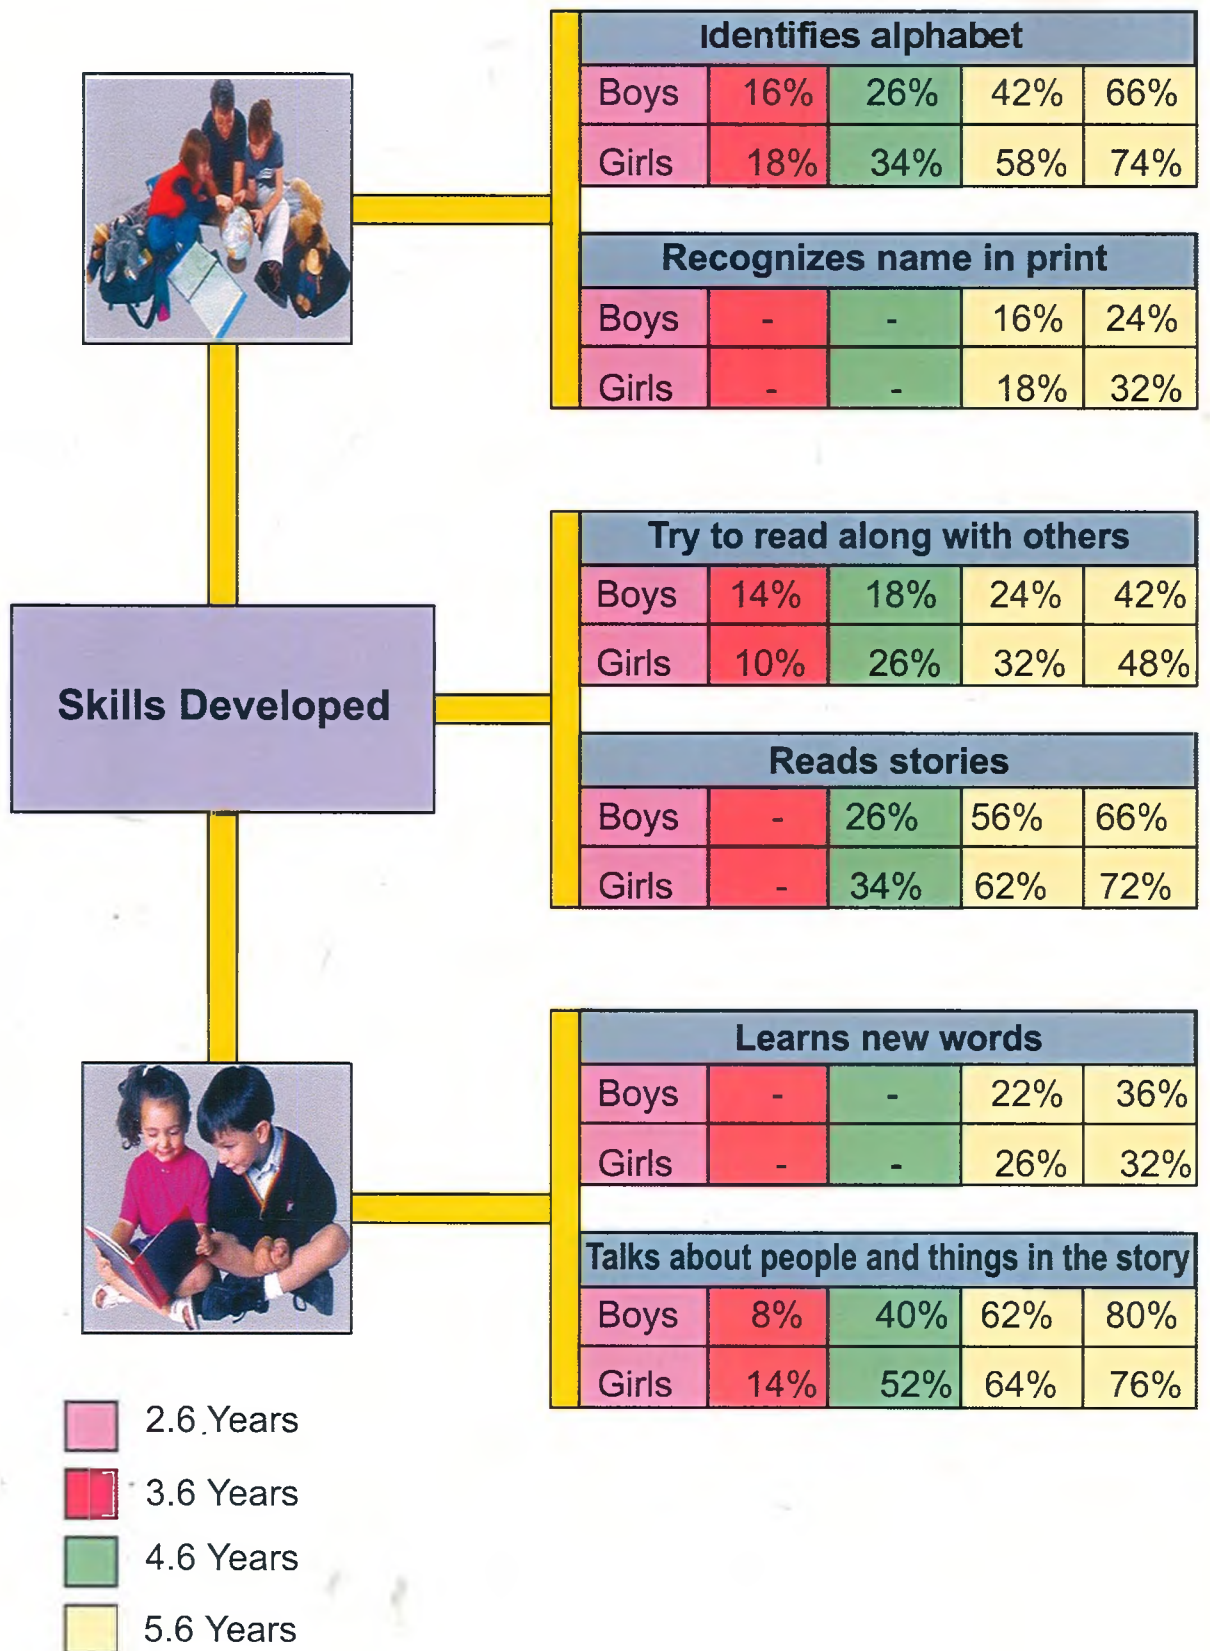 Identifies alphabet
Boys 16% 26% 42% 66%
Girls 18% 34% 58% 74%
Recognizes name in print
Boys - - 16% 24%
Girls - - 18% 32%
Try to read along with others
Boys 14% 18% 24% 42%
Girls 10% 26% 32% 48%
Skills Developed
Reads stories
Boys - 26% 56% 66%
Girls - 34% 62% 72%
Learns new words
Boys - - 22% 36%
Girls - - 26% 32%
Talks about people and things in the story
Boys 8% 40% 62% 80%
Girls 14% 52% 64% 76%
2.6 Years
3.6 Years
4.6 Years
5.6 Years